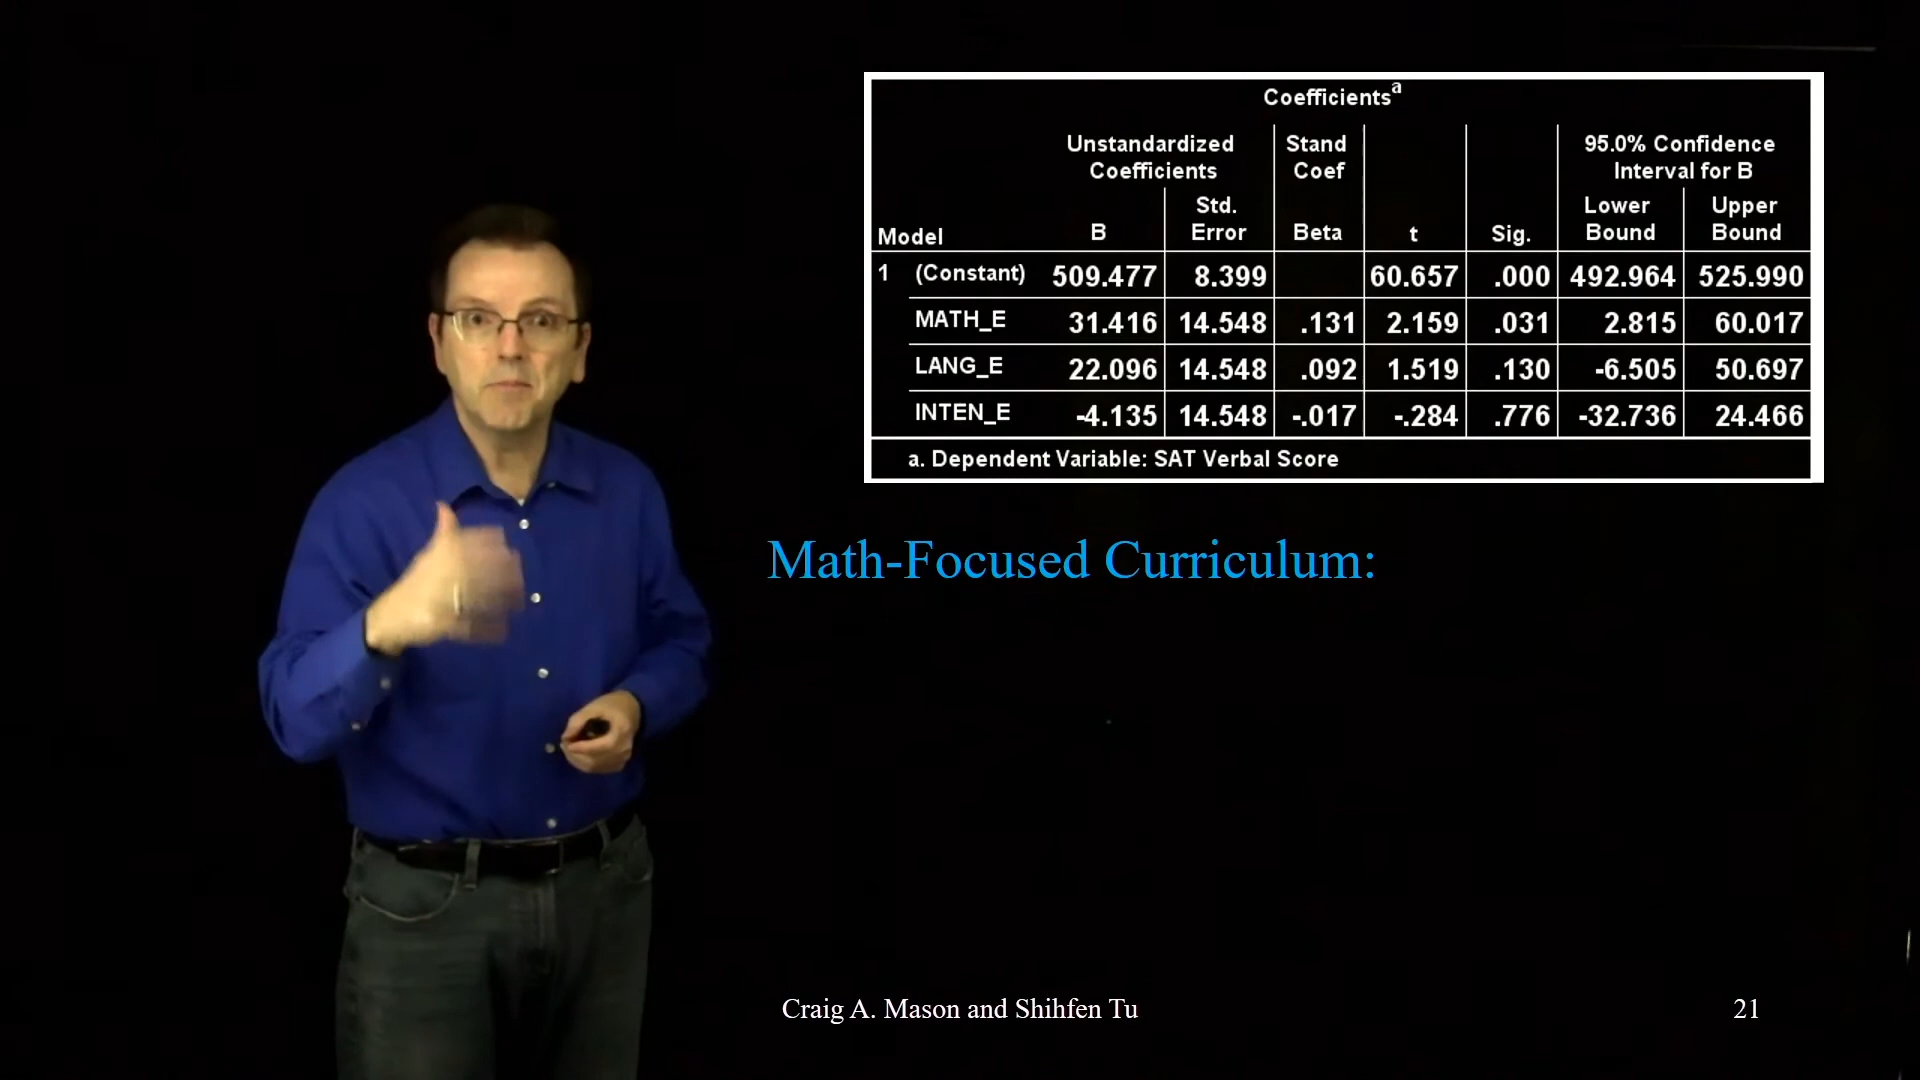 Coefficientsa
Unstandardized Coefficients Stand Coef 95.0% Confidence Interval for B
Model B Std. Error Beta t Sig. Lower Bound Upper Bound
1 (Constant) 509.477 8.399 60.657 .000 492.964 525.990
MATH_E 31.416 14.548 .131 2.159 .031 2.815 60.017
LANG_E 22.096 14.548 .092 1.519 .130 -6.505 50.697
INTEN_E -4.135 14.548 -.017 -.284 .776 -32.736 24.466
a. Dependent Variable: SAT Verbal Score
Math-Focused Curriculum:
Craig A. Mason and Shihfen Tu 21